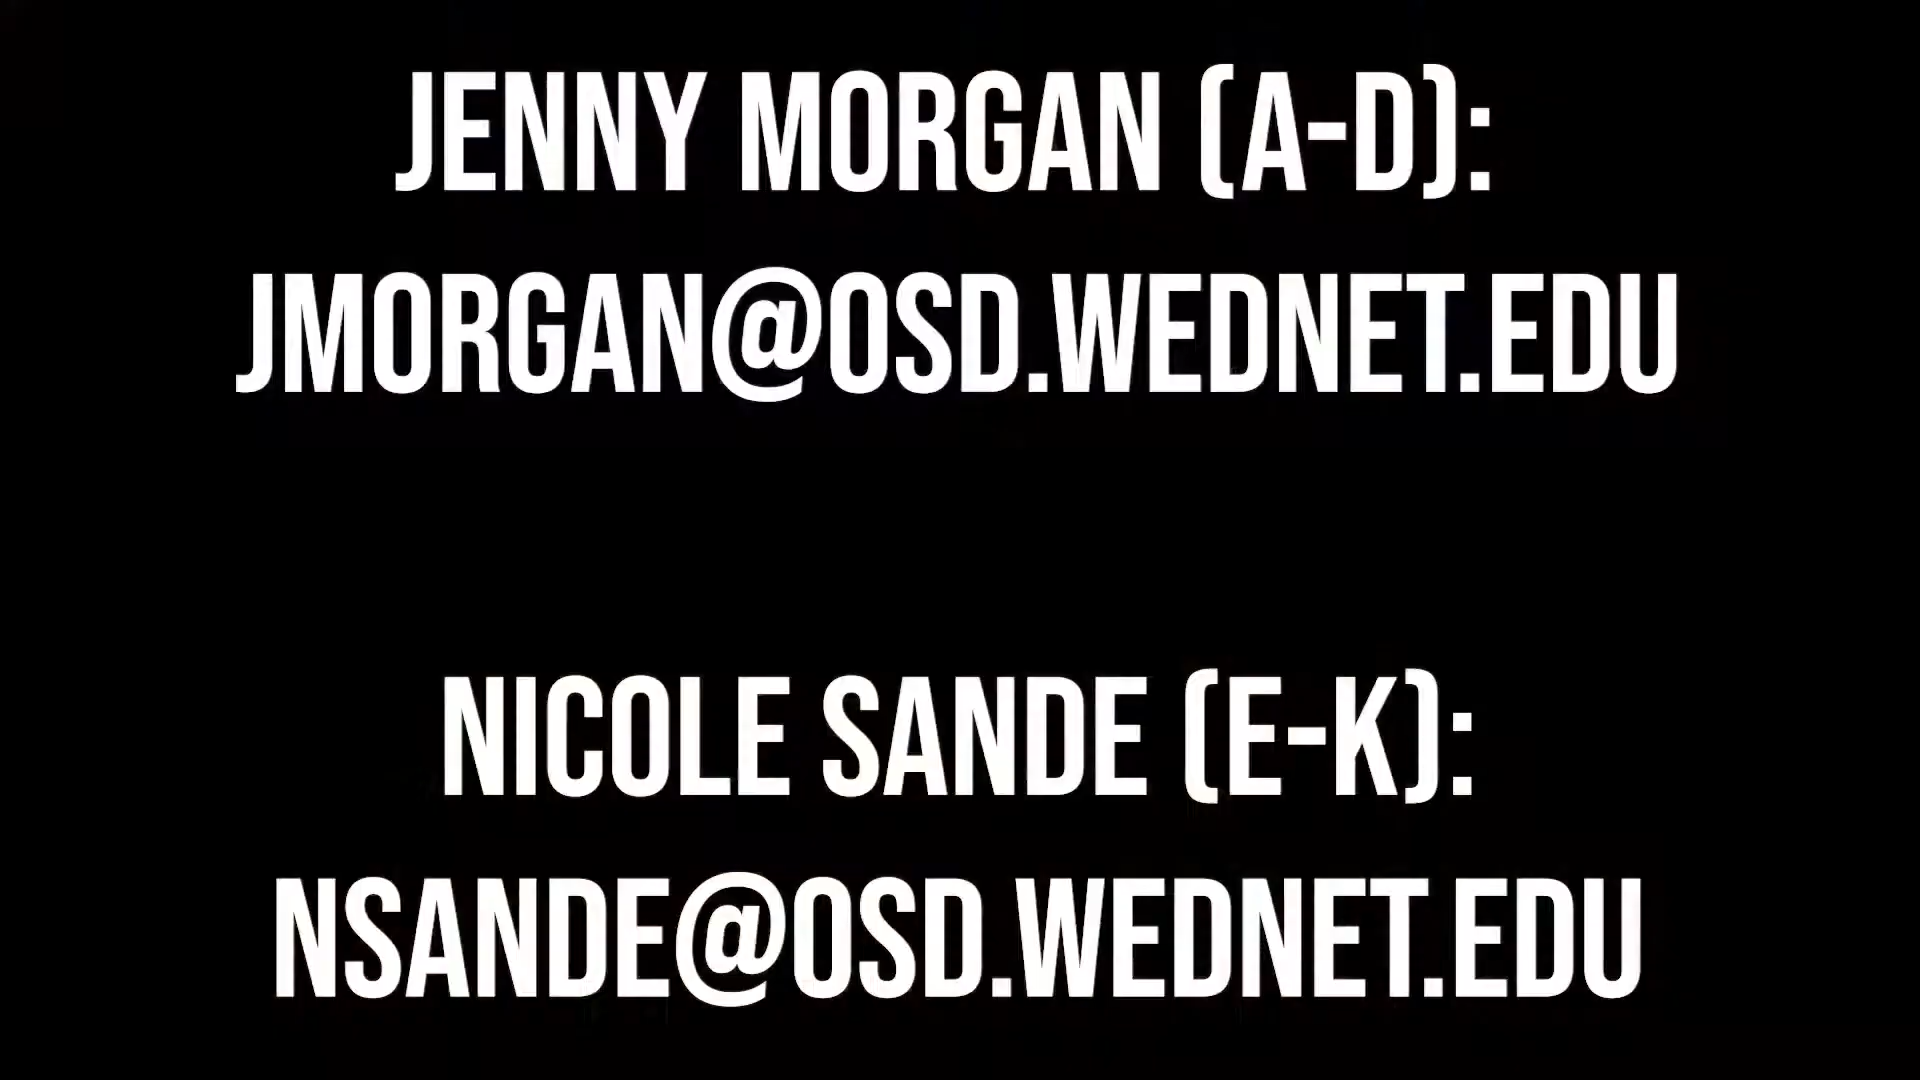 JENNY MORGAN (A-D):
JMORGAN@OSD.WEDNET.EDU
NICOLE SANDE (E-K):
NSANDE@OSD.WEDNET.EDU